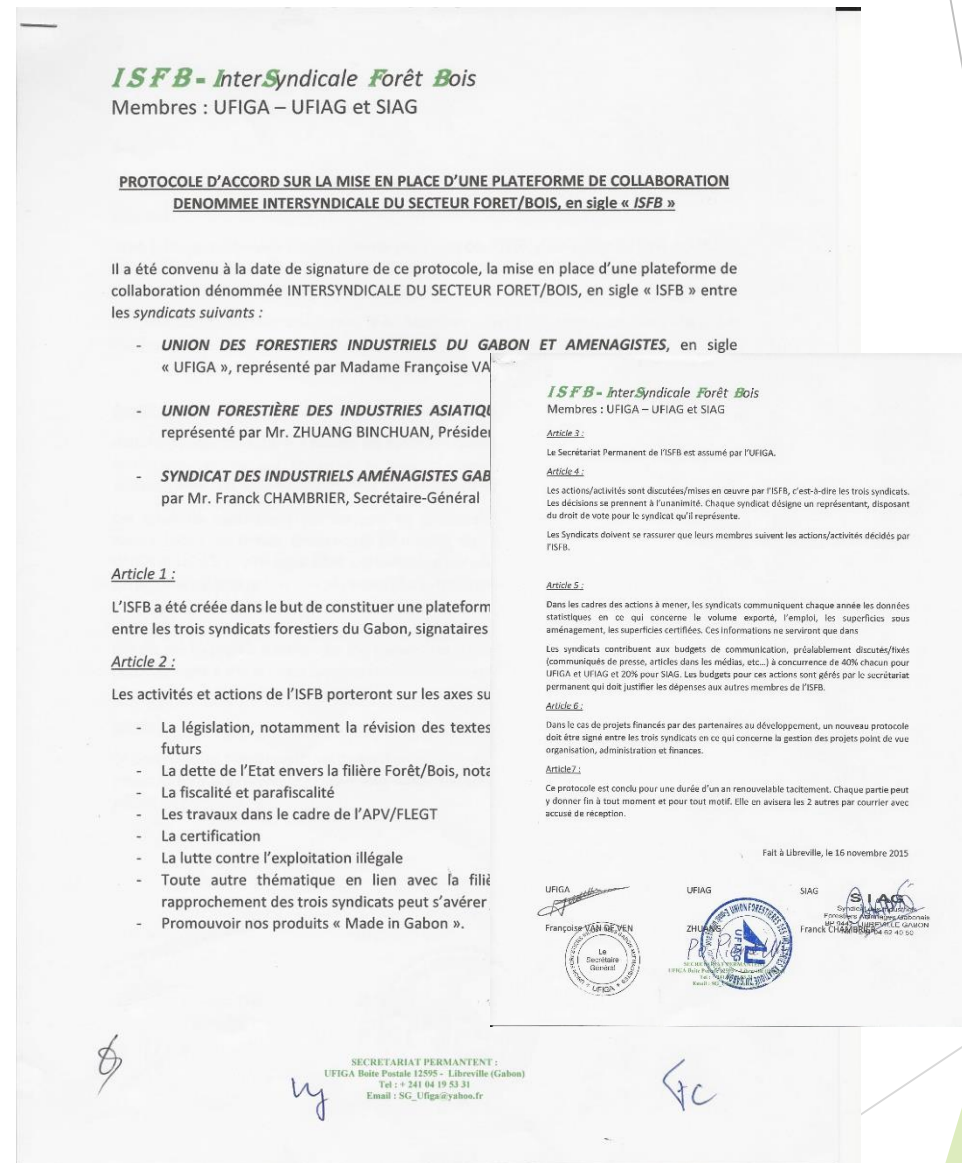 ISFB- InterSyndicale Forêt Bois
Membres : UFIGA – UFIAG et SIAG
PROTOCOLE D'ACCORD SUR LA MISE EN PLACE D'UNE PLATEFORME DE COLLABORATION
DENOMMEE INTERSYNDICALE DU SECTEUR FORET/BOIS, en sigle « ISFB »
Il a été convenu à la date de signature de ce protocole, la mise en place d'une plateforme de
collaboration dénommée INTERSYNDICALE DU SECTEUR FORET/BOIS, en sigle « ISFB » entre
les syndicats suivants :
- UNION DES FORESTIERS INDUSTRIELS DU GABON ET AMENAGISTES, en sigle
« UFIGA », représenté par Madame Françoise VA
- UNION FORESTIÈRE DES INDUSTRIES ASIATIQU
représenté par Mr. ZHUANG BINCHUAN, Présiden
- SYNDICAT DES INDUSTRIELS AMÉNAGISTES GAB
par Mr. Franck CHAMBRIER, Secrétaire-Général
Article 1 :
L'ISFB a été créée dans le but de constituer une plateform
entre les trois syndicats forestiers du Gabon, signataires
Article 2 :
Les activités et actions de l'ISFB porteront sur les axes su
- La législation, notamment la révision des textes
futurs
- La dette de l'Etat envers la filière Forêt/Bois, nota
- La fiscalité et parafiscalité
- Les travaux dans le cadre de l'APV/FLEGT
- La certification
- La lutte contre l'exploitation illégale
- Toute autre thématique en lien avec la filiè
rapprochement des trois syndicats peut s'avérer
- Promouvoir nos produits « Made in Gabon ».
SECRETARIAT PERMANTENT :
UFIGA Boite Postale 12595 - Libreville (Gabon)
Tel : + 241 04 19 53 31
Email : SG_Ufiga@yahoo.fr
ISFB- InterSyndicale Forêt Bois
Membres : UFIGA – UFIAG et SIAG
Article 3 :
Le Secrétariat Permanent de l'ISFB est assumé par l'UFIGA.
Article 4 :
Les actions/activités sont discutées/mises en œuvre par l'ISFB, c'est-à-dire les trois syndicats.
Les décisions se prennent à l'unanimité. Chaque syndicat désigne un représentant, disposant
du droit de vote pour le syndicat qu'il représente.
Les Syndicats doivent se rassurer que leurs membres suivent les actions/activités décidés par
l'ISFB.
Article 5 :
Dans les cadres des actions à mener, les syndicats communiquent chaque année les données
statistiques en ce qui concerne le volume exporté, l'emploi, les superficies sous
aménagement, les superficies certifiées. Ces informations ne serviront que dans
Les syndicats contribuent aux budgets de communication, préalablement discutés/fixés
(communiqués de presse, articles dans les médias, etc...) à concurrence de 40% chacun pour
UFIGA et UFIAG et 20% pour SIAG. Les budgets pour ces actions sont gérés par le secrétariat
permanent qui doit justifier les dépenses aux autres membres de l'ISFB.
Article 6 :
Dans le cas de projets financés par des partenaires au développement, un nouveau protocole
doit être signé entre les trois syndicats en ce qui concerne la gestion des projets point de vue
organisation, administration et finances.
Article7 :
Ce protocole est conclu pour une durée d'un an renouvelable tacitement. Chaque partie peut
y donner fin à tout moment et pour tout motif. Elle en avisera les 2 autres par courrier avec
accusé de réception.
Fait à Libreville, le 16 novembre 2015
UFIGA UFIAG SIAG
Françoise VAN DE VEN ZHUANG Franck CHAMBRIER
Le
Secrétaire
Général
UFIGA
UFIAG
SIAG
LIBREVILLE GABON